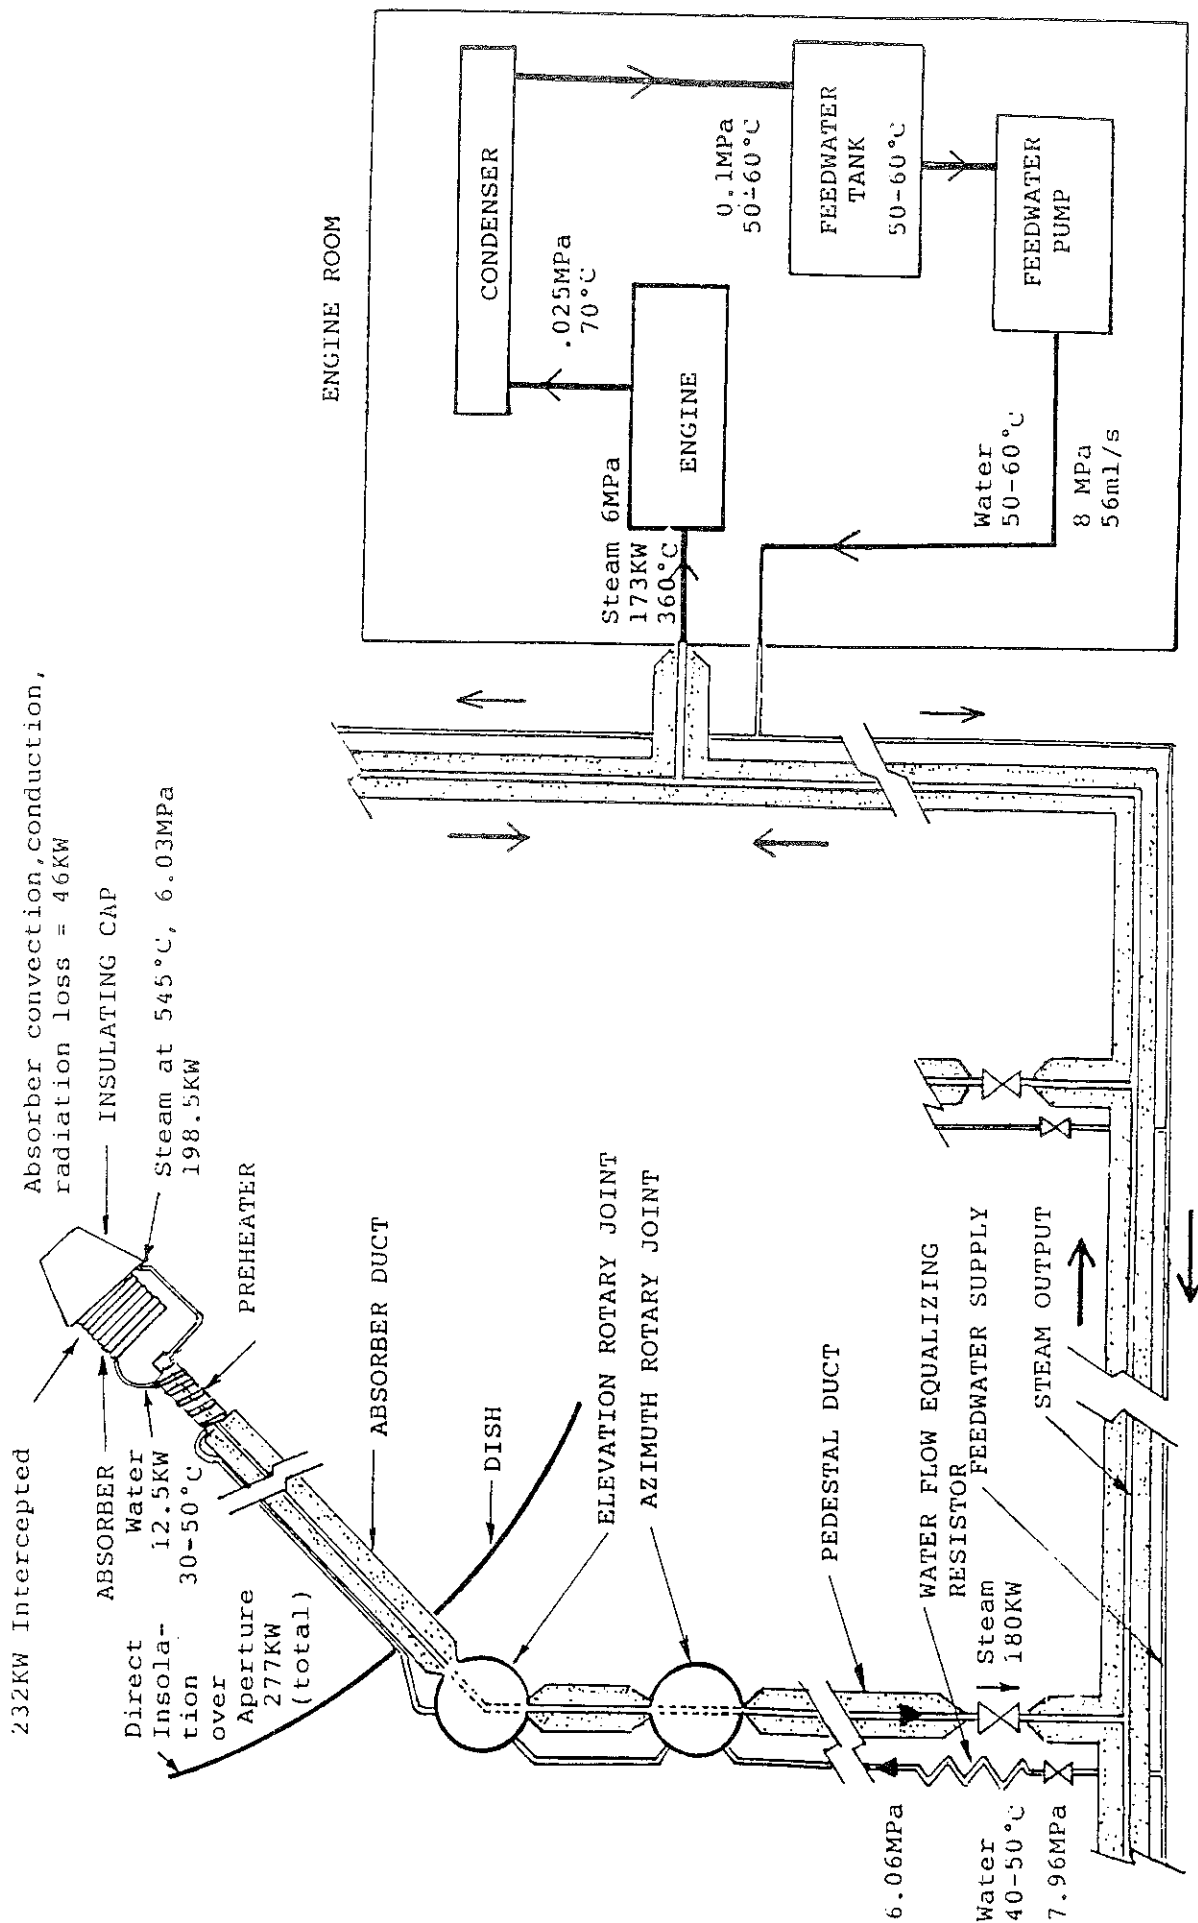 232KW Intercepted
Absorber convection,conduction,
radiation loss = 46KW
INSULATING CAP
Steam at 545°C, 6.03MPa
198.5KW
ABSORBER
Water
12.5KW
30-50°C
PREHEATER
Direct
Insola-
tion
over
Aperture
277KW
(total)
ABSORBER DUCT
DISH
ELEVATION ROTARY JOINT
AZIMUTH ROTARY JOINT
PEDESTAL DUCT
WATER FLOW EQUALIZING
RESISTOR
FEEDWATER SUPPLY
STEAM OUTPUT
Steam
180KW
6.06MPa
Water
40-50°C
7.96MPa
ENGINE ROOM
CONDENSER
.025MPa
70°C
Steam 6MPa
173KW
360°C
ENGINE
0.1MPa
50-60°C
FEEDWATER
TANK
50-60°C
FEEDWATER
PUMP
Water
50-60°C
8 MPa
56ml/s